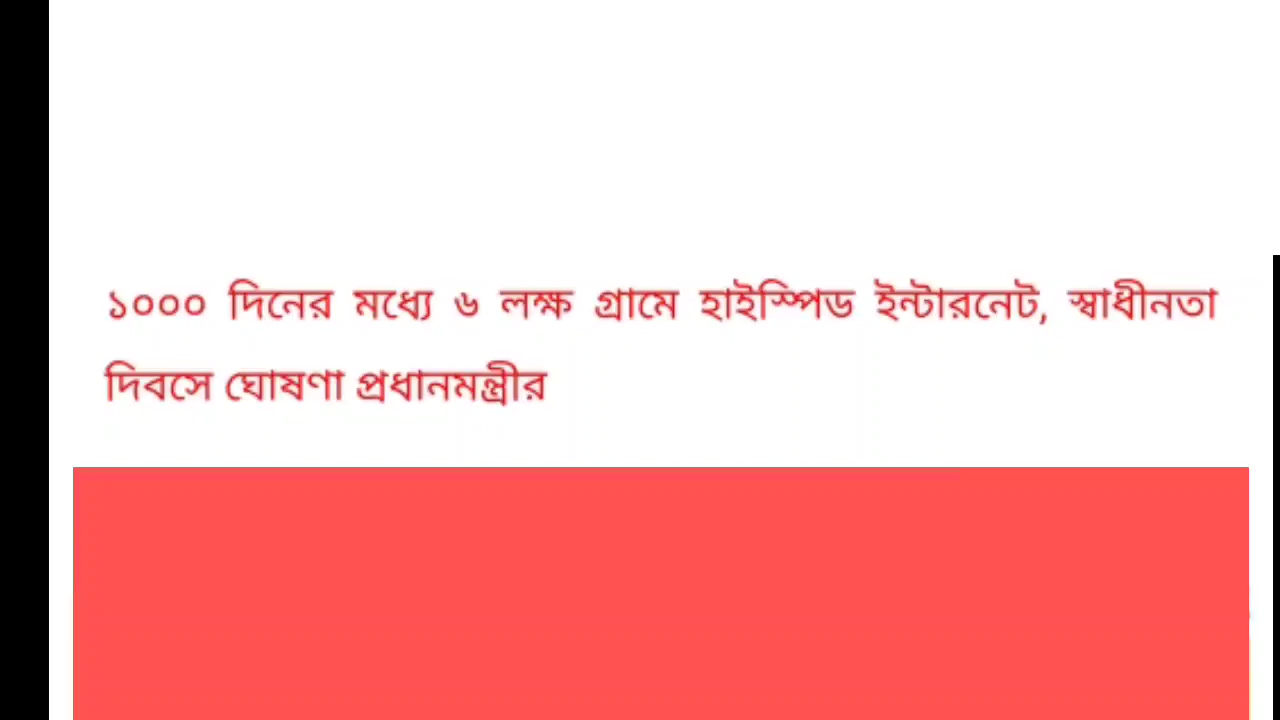 ১০০০ দিনের মধ্যে ৬ লক্ষ গ্রামে হাইস্পিড ইন্টারনেট, স্বাধীনতা
দিবসে ঘোষণা প্রধানমন্ত্রীর